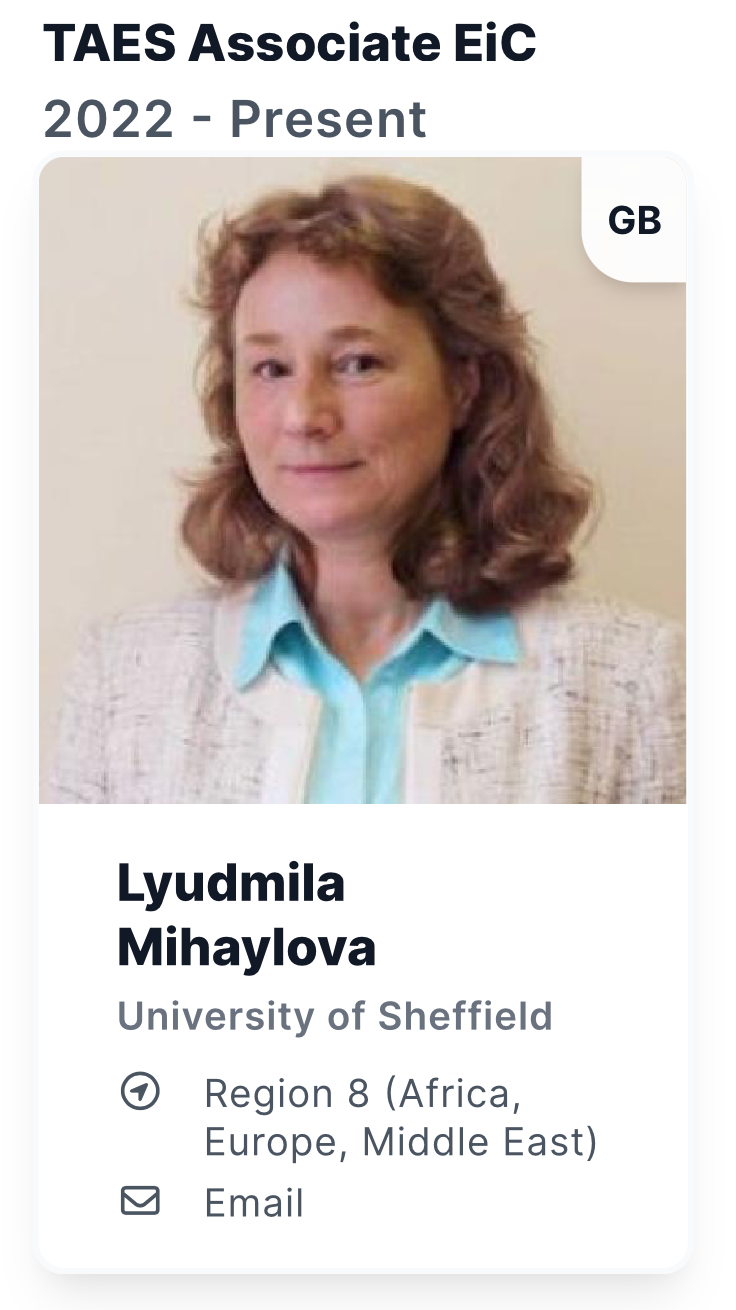 TAES Associate EiC
2022 - Present
GB
Lyudmila
Mihaylova
University of Sheffield
Region 8 (Africa,
Europe, Middle East)
Email